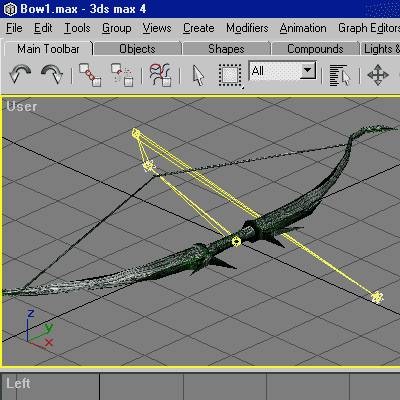 Bow1.max - 3ds max 4
File Edit Tools Group Views Create Modifiers Animation Graph Editors
Main Toolbar Objects Shapes Compounds Lights &
All
User
z
y
x
Left